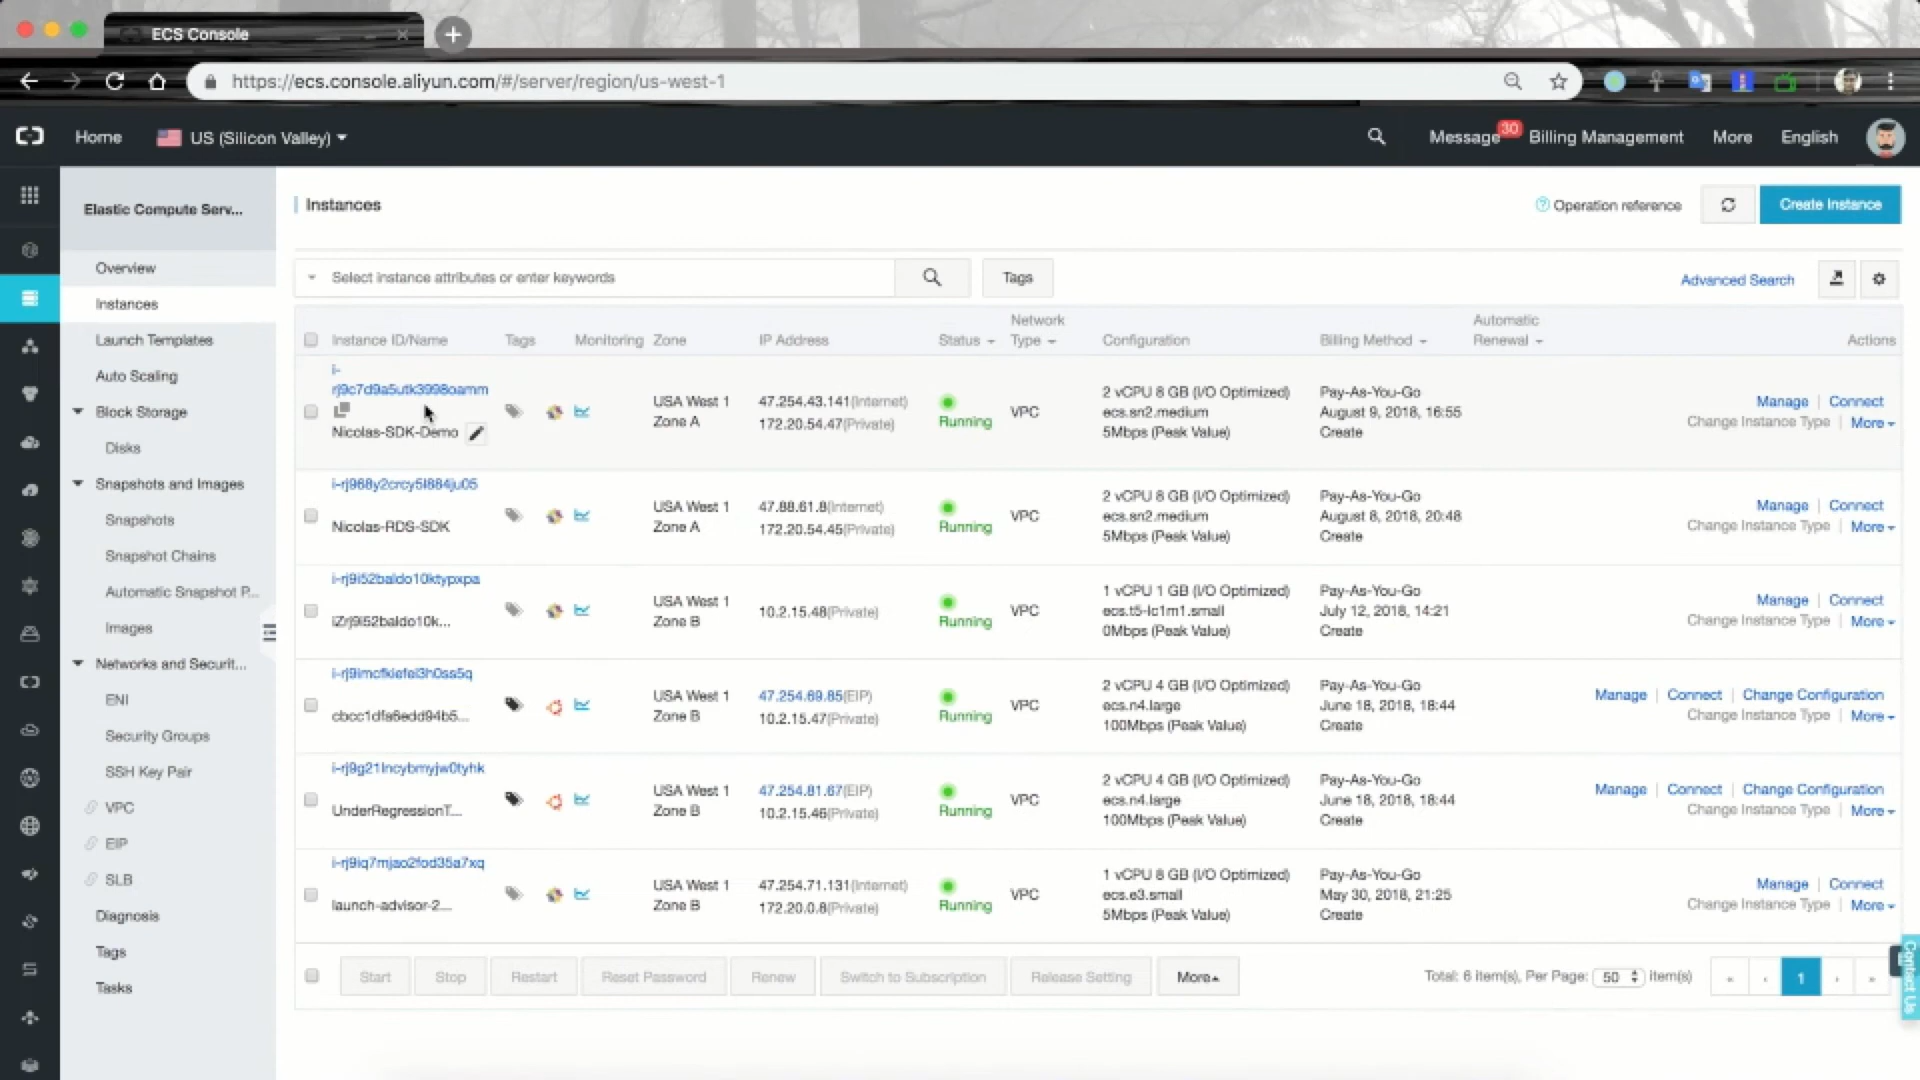 ECS Console
https://ecs.console.aliyun.com/#/server/region/us-west-1
Home
US (Silicon Valley)
Message 30
Billing Management
More
English
Elastic Compute Serv...
Overview
Instances
Launch Templates
Auto Scaling
Block Storage
Disks
Snapshots and Images
Snapshots
Snapshot Chains
Automatic Snapshot P...
Images
Networks and Securit...
ENI
Security Groups
SSH Key Pair
VPC
EIP
SLB
Diagnosis
Tags
Tasks
Instances
Operation reference
Create Instance
Select instance attributes or enter keywords
Tags
Advanced Search
Instance ID/Name Tags Monitoring Zone IP Address Status Network Type Configuration Billing Method Automatic Renewal Actions
i-
rj9c7d9a5utk3998oamm
Nicolas-SDK-Demo
USA West 1
Zone A
47.254.43.141(Internet)
172.20.54.47(Private)
Running
VPC
2 vCPU 8 GB (I/O Optimized)
ecs.sn2.medium
5Mbps (Peak Value)
Pay-As-You-Go
August 9, 2018, 16:55
Create
Manage | Connect
Change Instance Type | More
i-rj968y2crcy5l884ju05
Nicolas-RDS-SDK
USA West 1
Zone A
47.88.61.8(Internet)
172.20.54.45(Private)
Running
VPC
2 vCPU 8 GB (I/O Optimized)
ecs.sn2.medium
5Mbps (Peak Value)
Pay-As-You-Go
August 8, 2018, 20:48
Create
Manage | Connect
Change Instance Type | More
i-rj9i52baldo10ktypxpa
iZrj9i52baldo10k...
USA West 1
Zone B
10.2.15.48(Private)
Running
VPC
1 vCPU 1 GB (I/O Optimized)
ecs.t5-lc1m1.small
0Mbps (Peak Value)
Pay-As-You-Go
July 12, 2018, 14:21
Create
Manage | Connect
Change Instance Type | More
i-rj9imcfkiefei3h0ss5q
cbcc1dfa6edd94b5...
USA West 1
Zone B
47.254.69.85(EIP)
10.2.15.47(Private)
Running
VPC
2 vCPU 4 GB (I/O Optimized)
ecs.n4.large
100Mbps (Peak Value)
Pay-As-You-Go
June 18, 2018, 18:44
Create
Manage | Connect | Change Configuration
Change Instance Type | More
i-rj9g21lncybmyjw0tyhk
UnderRegressionT...
USA West 1
Zone B
47.254.81.67(EIP)
10.2.15.46(Private)
Running
VPC
2 vCPU 4 GB (I/O Optimized)
ecs.n4.large
100Mbps (Peak Value)
Pay-As-You-Go
June 18, 2018, 18:44
Create
Manage | Connect | Change Configuration
Change Instance Type | More
i-rj9iq7mjao2fod35a7xq
launch-advisor-2...
USA West 1
Zone B
47.254.71.131(Internet)
172.20.0.8(Private)
Running
VPC
1 vCPU 8 GB (I/O Optimized)
ecs.e3.small
5Mbps (Peak Value)
Pay-As-You-Go
May 30, 2018, 21:25
Create
Manage | Connect
Change Instance Type | More
Start
Stop
Restart
Reset Password
Renew
Switch to Subscription
Release Setting
More
Total: 6 item(s), Per Page: 50 item(s)
« ‹ 1 › »
Contact Us